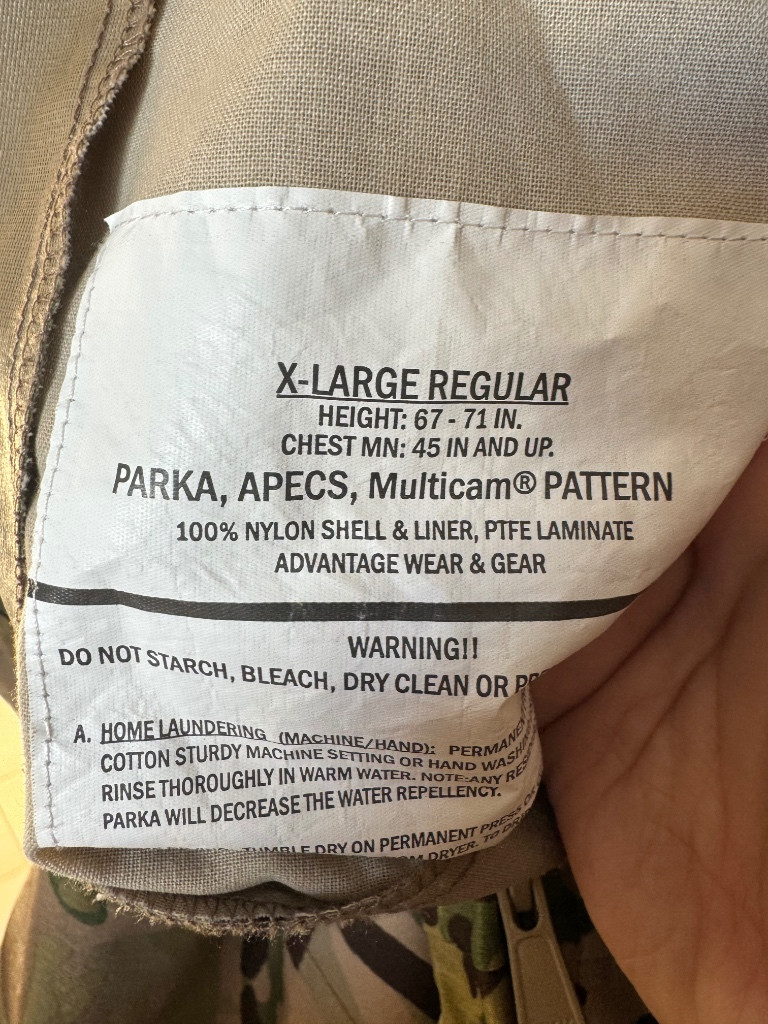 X-LARGE REGULAR
HEIGHT: 67 - 71 IN.
CHEST MN: 45 IN AND UP.
PARKA, APECS, Multicam® PATTERN
100% NYLON SHELL & LINER, PTFE LAMINATE
ADVANTAGE WEAR & GEAR
WARNING!!
DO NOT STARCH, BLEACH, DRY CLEAN OR
A. HOME LAUNDERING (MACHINE/HAND): PERMANEN
COTTON STURDY MACHINE SETTING OR HAND WASH
RINSE THOROUGHLY IN WARM WATER. NOTE:ANY RES
PARKA WILL DECREASE THE WATER REPELLENCY.
TUMBLE DRY ON PERMANENT PRESS
DRYER. TO